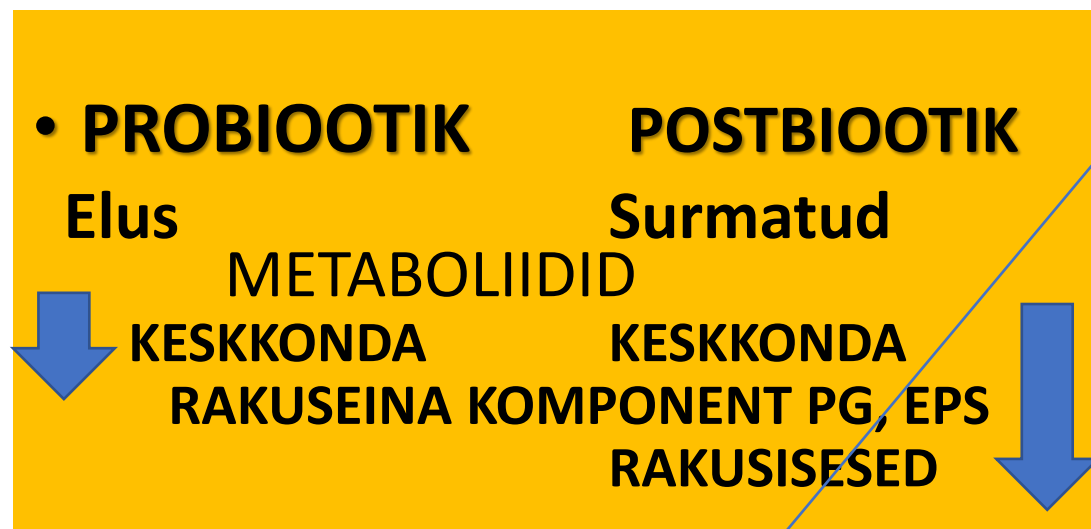 • PROBIOOTIK POSTBIOOTIK
Elus Surmatud
METABOLIIDID
KESKKONDA KESKKONDA
RAKUSEINA KOMPONENT PG, EPS
RAKUSISESED